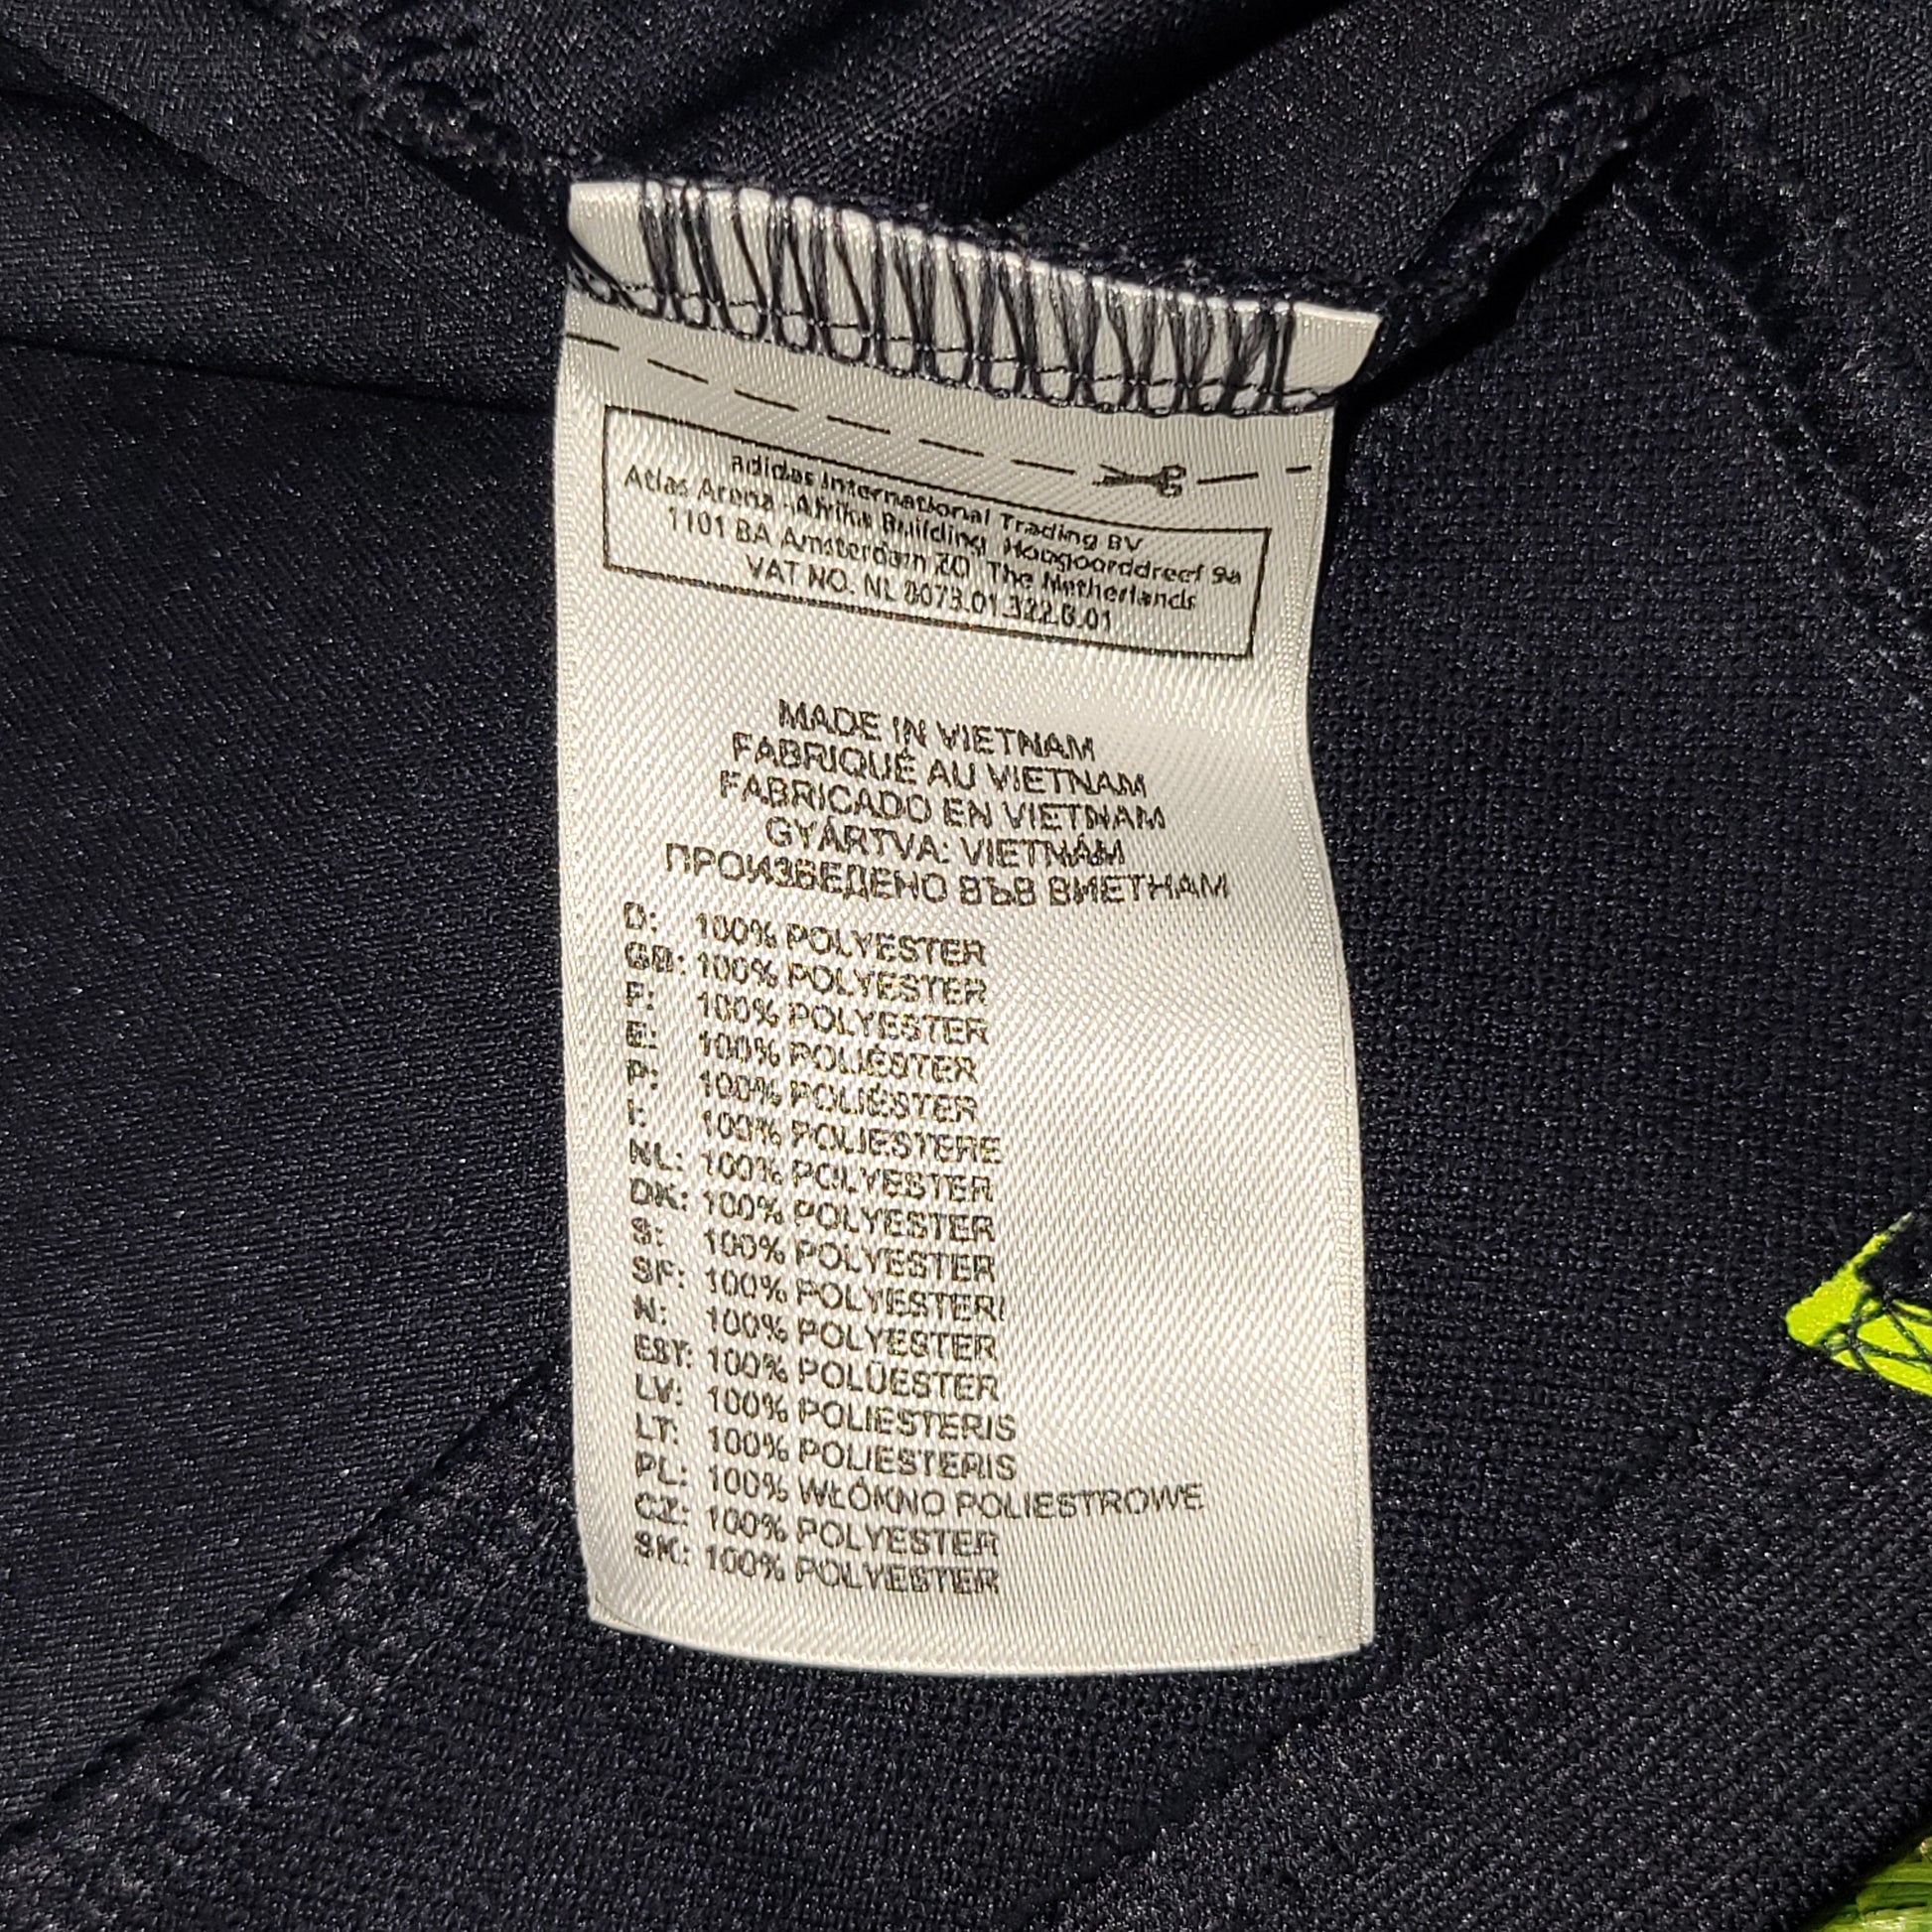 adidas International Trading BV
Atlas Arena - Afrika Building, Hoogoorddreef 9a
1101 BA Amsterdam ZO, The Netherlands
VAT NO. NL 8073.01.322.B.01
MADE IN VIETNAM
FABRIQUÉ AU VIETNAM
FABRICADO EN VIETNAM
GYÁRTVA: VIETNÁM
ПРОИЗВЕДЕНО ВЪВ ВИЕТНАМ
D: 100% POLYESTER
GB: 100% POLYESTER
F: 100% POLYESTER
E: 100% POLIÉSTER
P: 100% POLIÉSTER
I: 100% POLIESTERE
NL: 100% POLYESTER
DK: 100% POLYESTER
S: 100% POLYESTER
SF: 100% POLYESTERI
N: 100% POLYESTER
EST: 100% POLÜESTER
LV: 100% POLIESTERIS
LT: 100% POLIESTERIS
PL: 100% WŁÓKNO POLIESTROWE
CZ: 100% POLYESTER
SK: 100% POLYESTER